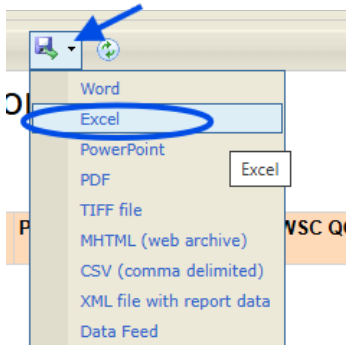 Word
Excel
PowerPoint
Excel
PDF
TIFF file
P
WSC Q
MHTML (web archive)
CSV (comma delimited)
XML file with report data
Data Feed